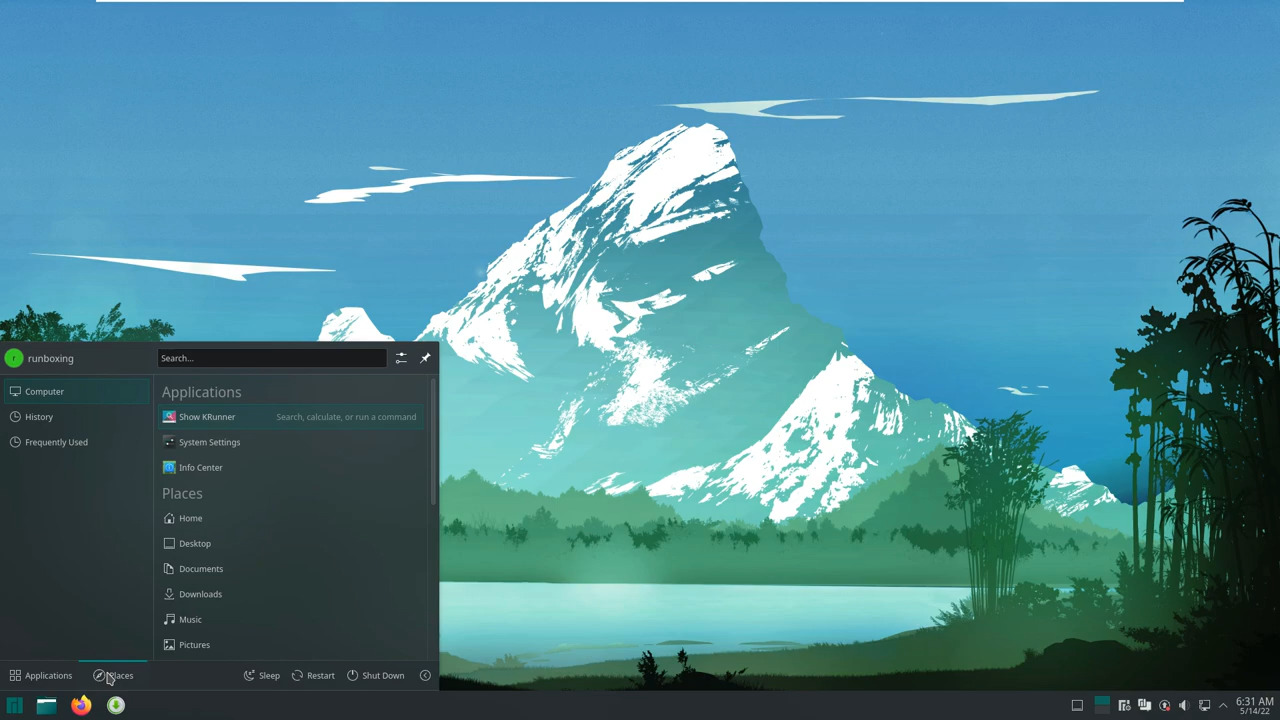 runboxing
Search...
Computer
History
Frequently Used
Applications
Show KRunner Search, calculate, or run a command
System Settings
Info Center
Places
Home
Desktop
Documents
Downloads
Music
Pictures
Applications
Sleep Restart Shut Down
6:31 AM
5/14/22